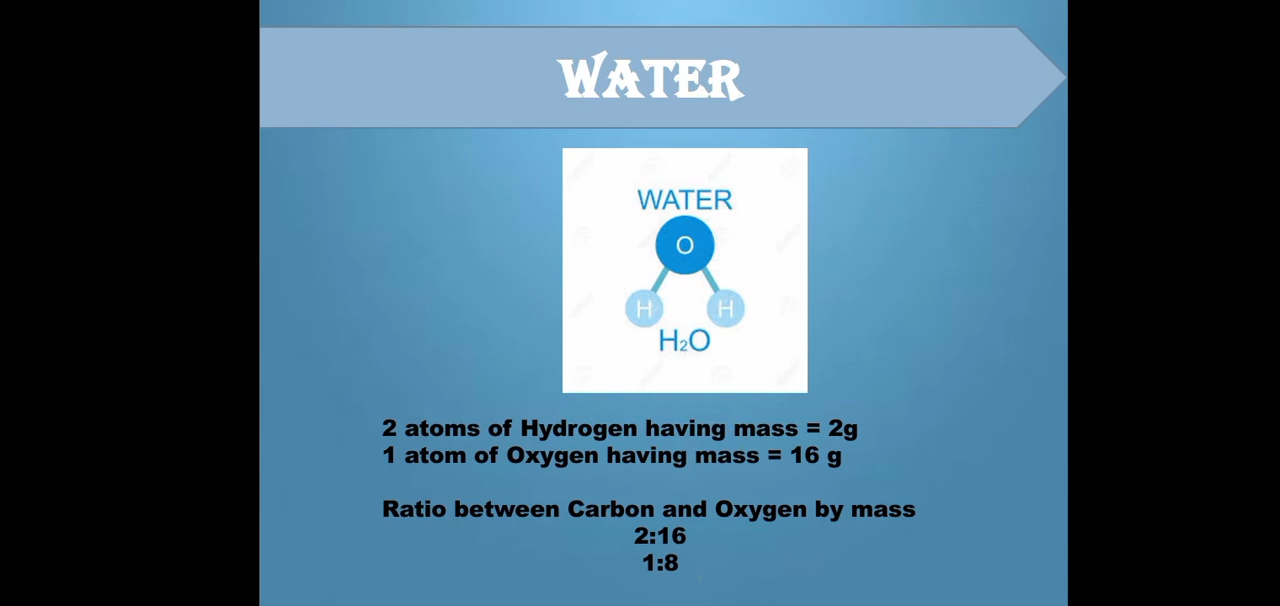 WATER
WATER
O
H H
H₂O
2 atoms of Hydrogen having mass = 2g
1 atom of Oxygen having mass = 16 g
Ratio between Carbon and Oxygen by mass
2:16
1:8